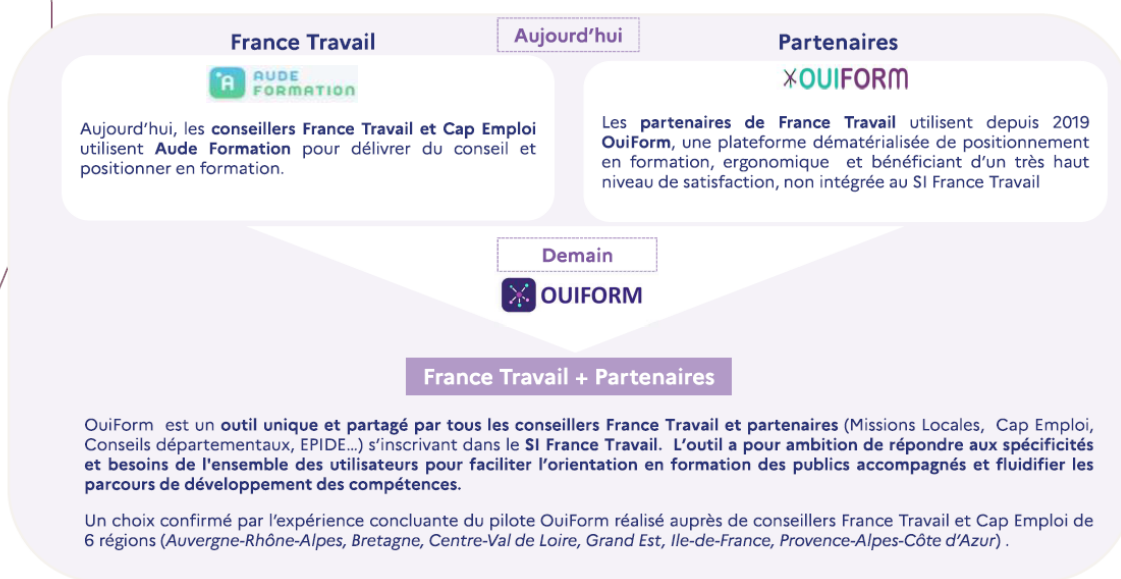 Aujourd'hui
France Travail
Partenaires
AUDE
FORMATION
OUIFORM
Aujourd'hui, les conseillers France Travail et Cap Emploi
utilisent Aude Formation pour délivrer du conseil et
positionner en formation.
Les partenaires de France Travail utilisent depuis 2019
OuiForm, une plateforme dématérialisée de positionnement
en formation, ergonomique et bénéficiant d'un très haut
niveau de satisfaction, non intégrée au SI France Travail
Demain
OUIFORM
France Travail + Partenaires
OuiForm est un outil unique et partagé par tous les conseillers France Travail et partenaires (Missions Locales, Cap Emploi,
Conseils départementaux, EPIDE…) s'inscrivant dans le SI France Travail. L'outil a pour ambition de répondre aux spécificités
et besoins de l'ensemble des utilisateurs pour faciliter l'orientation en formation des publics accompagnés et fluidifier les
parcours de développement des compétences.
Un choix confirmé par l'expérience concluante du pilote OuiForm réalisé auprès de conseillers France Travail et Cap Emploi de
6 régions (Auvergne-Rhône-Alpes, Bretagne, Centre-Val de Loire, Grand Est, Ile-de-France, Provence-Alpes-Côte d'Azur) .